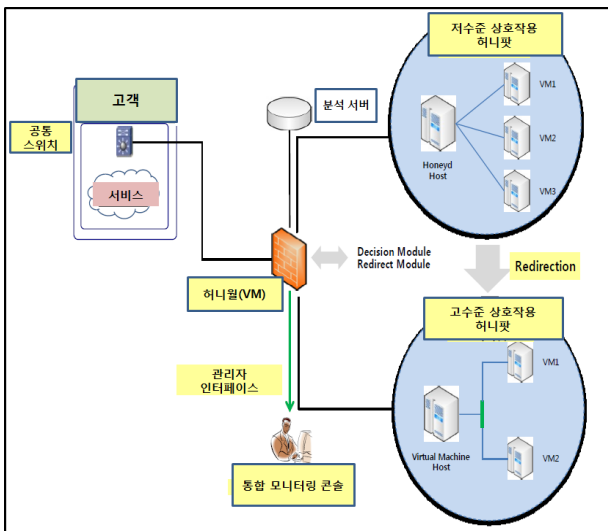 저수준 상호작용
허니팟
VM1
VM2
VM3
Honeyd
Host
고객
공통
스위치
서비스
분석 서버
허니월(VM)
Decision Module
Redirect Module
Redirection
관리자
인터페이스
통합 모니터링 콘솔
고수준 상호작용
허니팟
VM1
VM2
Virtual Machine
Host